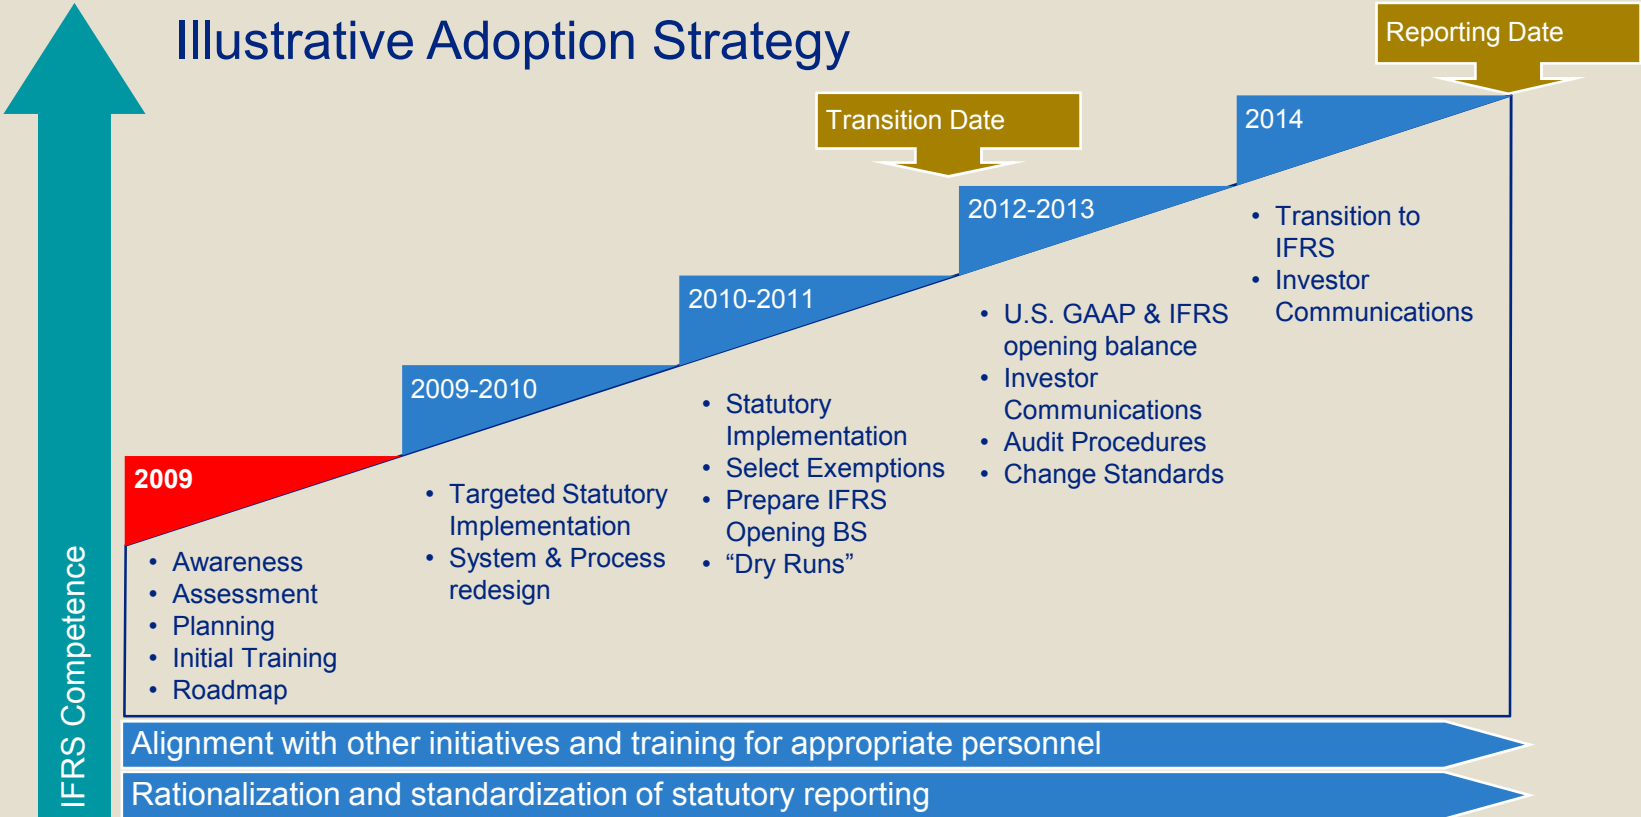 Illustrative Adoption Strategy
Reporting Date
Transition Date
2014
• Transition to
IFRS
• Investor
Communications
2012-2013
• U.S. GAAP & IFRS
opening balance
• Investor
Communications
• Audit Procedures
• Change Standards
2010-2011
• Statutory
Implementation
• Select Exemptions
• Prepare IFRS
Opening BS
• “Dry Runs”
2009-2010
• Targeted Statutory
Implementation
• System & Process
redesign
2009
• Awareness
• Assessment
• Planning
• Initial Training
• Roadmap
IFRS Competence
Alignment with other initiatives and training for appropriate personnel
Rationalization and standardization of statutory reporting